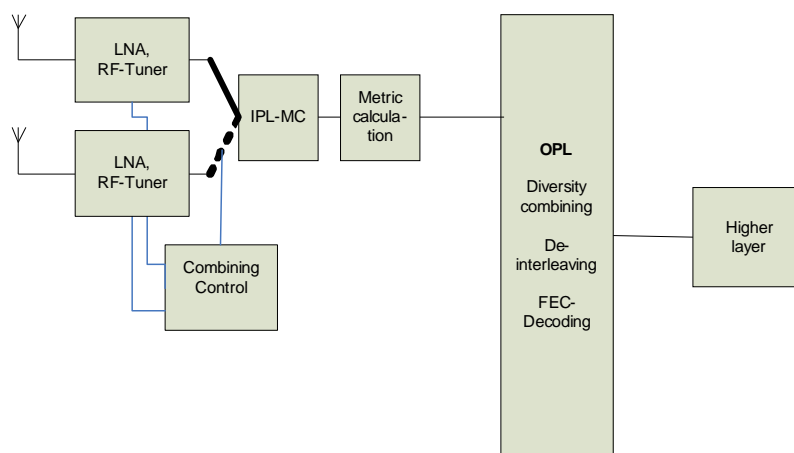 LNA,
RF-Tuner
LNA,
RF-Tuner
Combining
Control
IPL-MC
Metric
calcula-
tion
OPL
Diversity
combining
De-
interleaving
FEC-
Decoding
Higher
layer